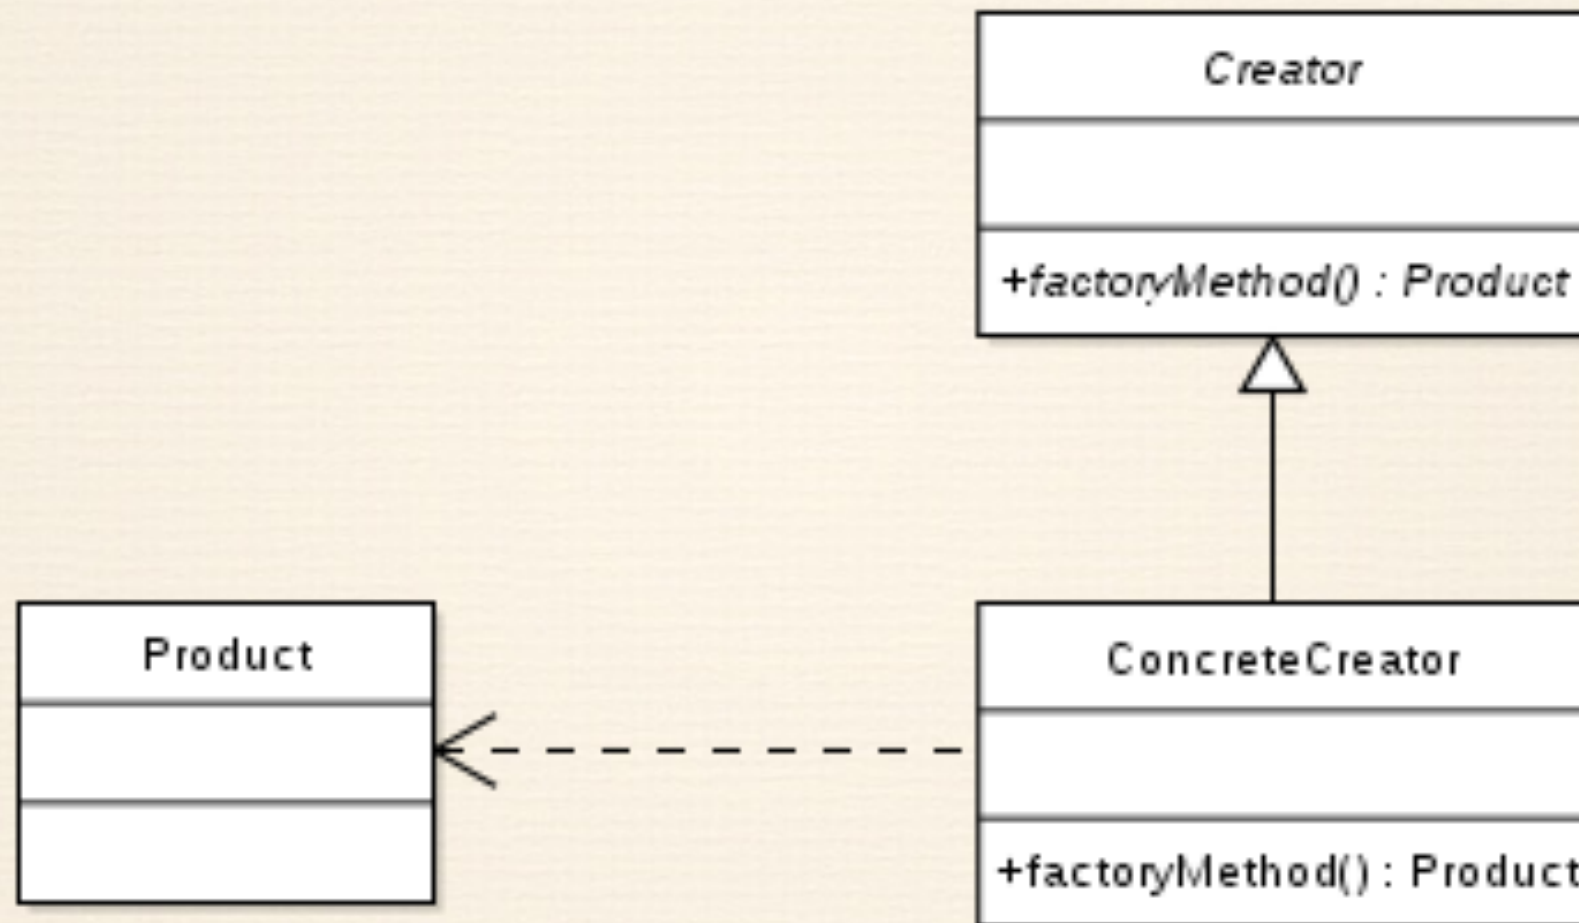 Creator
+factoryMethod() : Product
Product
ConcreteCreator
+factoryMethod() : Product